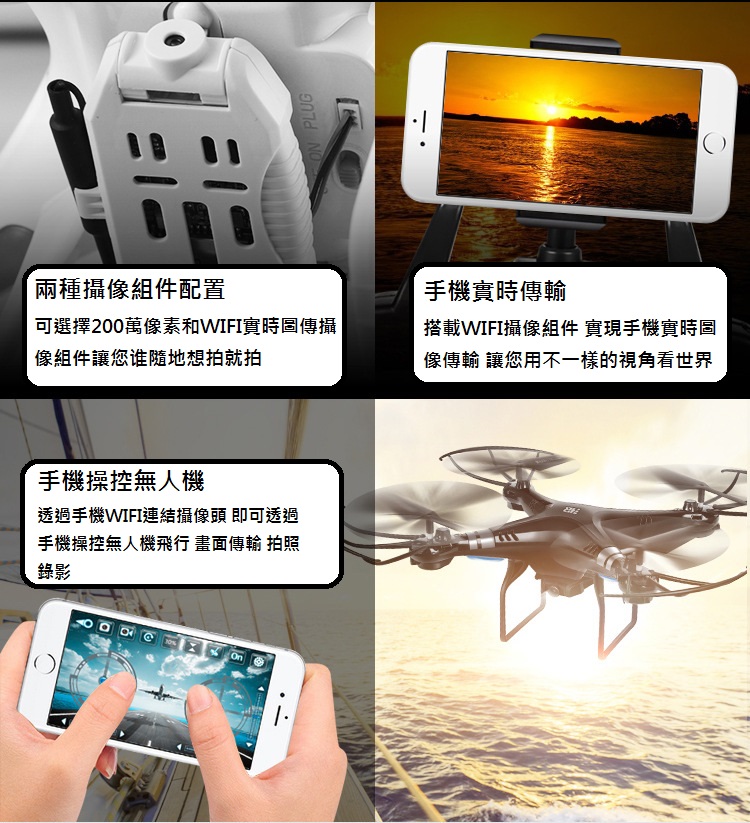 ON PLUG
兩種攝像組件配置
可選擇200萬像素和WIFI實時圖傳攝
像組件讓您谁隨地想拍就拍
手機實時傳輸
搭載WIFI攝像組件 實現手機實時圖
像傳輸 讓您用不一樣的視角看世界
手機操控無人機
透過手機WIFI連結攝像頭 即可透過
手機操控無人機飛行 畫面傳輸 拍照
錄影
30%
On